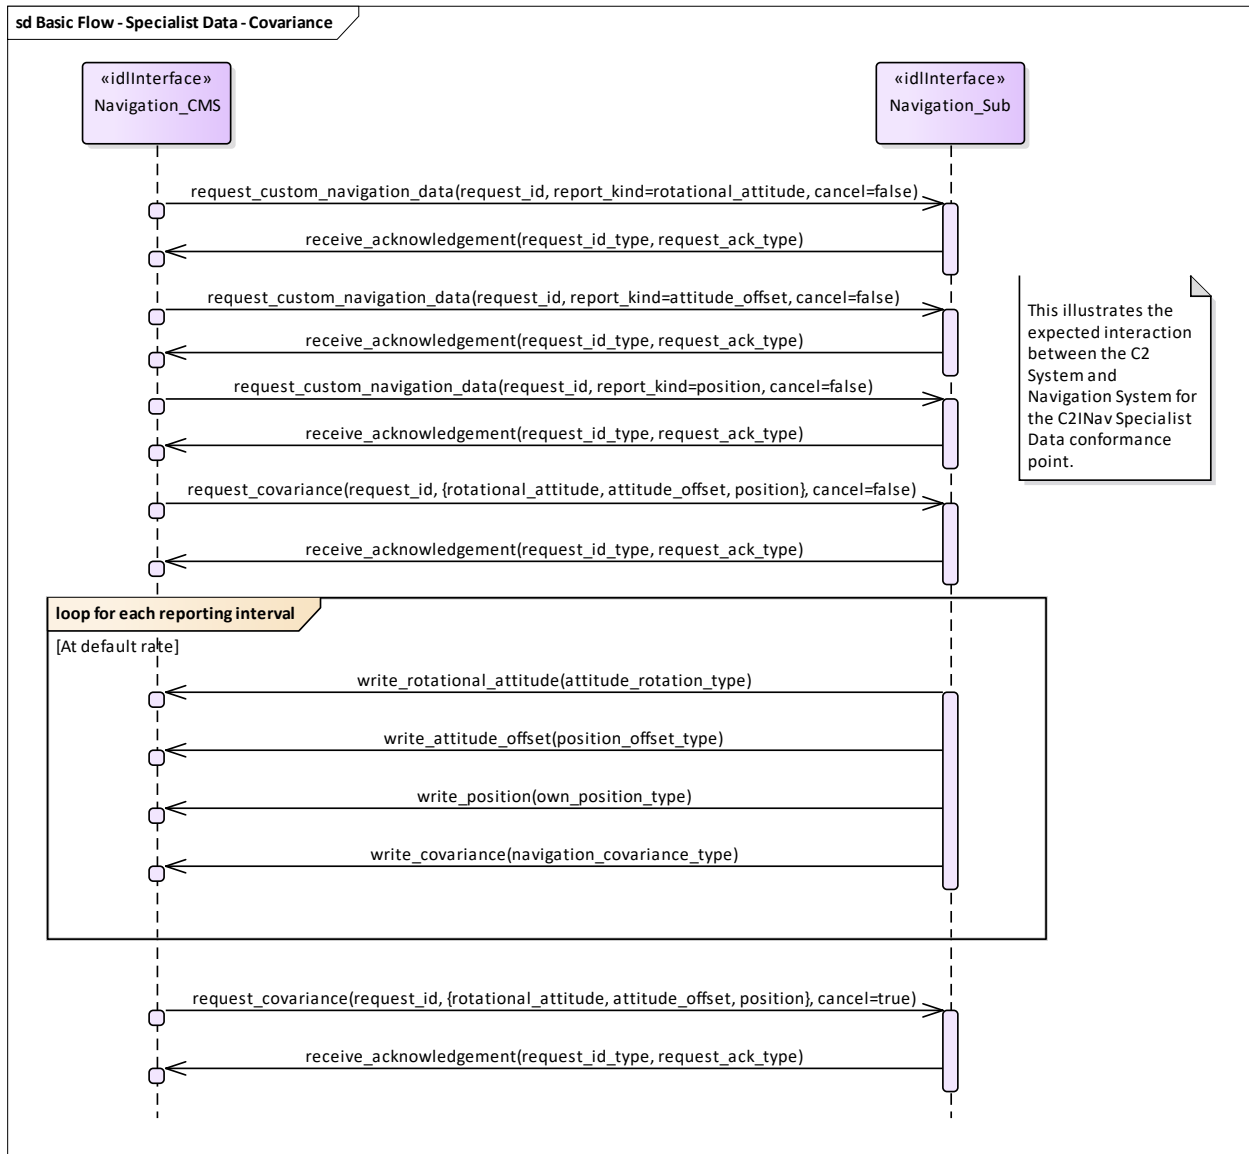 sd Basic Flow - Specialist Data - Covariance
«idlInterface»
Navigation_CMS
«idlInterface»
Navigation_Sub
request_custom_navigation_data(request_id, report_kind=rotational_attitude, cancel=false)
receive_acknowledgement(request_id_type, request_ack_type)
request_custom_navigation_data(request_id, report_kind=attitude_offset, cancel=false)
receive_acknowledgement(request_id_type, request_ack_type)
request_custom_navigation_data(request_id, report_kind=position, cancel=false)
receive_acknowledgement(request_id_type, request_ack_type)
request_covariance(request_id, {rotational_attitude, attitude_offset, position}, cancel=false)
receive_acknowledgement(request_id_type, request_ack_type)
This illustrates the
expected interaction
between the C2
System and
Navigation System for
the C2INav Specialist
Data conformance
point.
loop for each reporting interval
[At default rate]
write_rotational_attitude(attitude_rotation_type)
write_attitude_offset(position_offset_type)
write_position(own_position_type)
write_covariance(navigation_covariance_type)
request_covariance(request_id, {rotational_attitude, attitude_offset, position}, cancel=true)
receive_acknowledgement(request_id_type, request_ack_type)